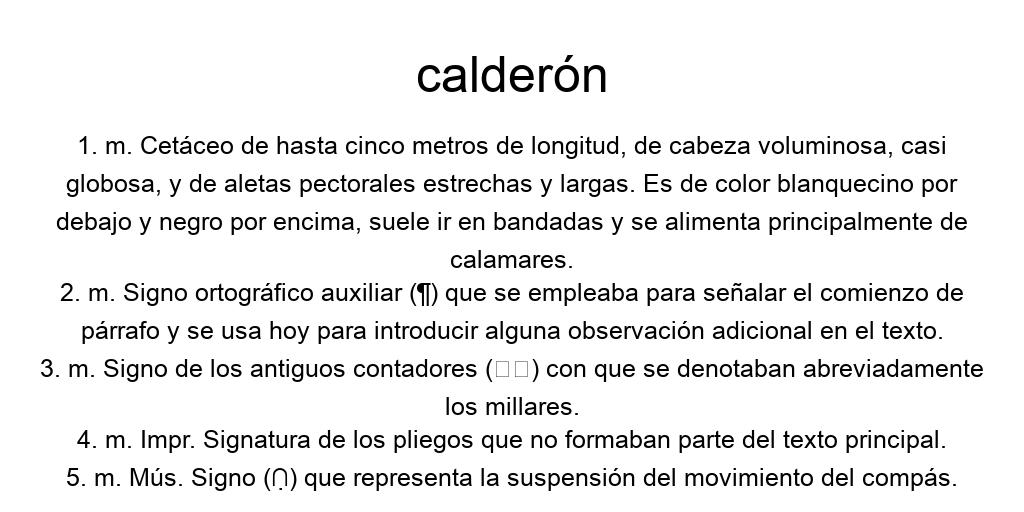 calderón
1. m. Cetáceo de hasta cinco metros de longitud, de cabeza voluminosa, casi
globosa, y de aletas pectorales estrechas y largas. Es de color blanquecino por
debajo y negro por encima, suele ir en bandadas y se alimenta principalmente de
calamares.
2. m. Signo ortográfico auxiliar (¶) que se empleaba para señalar el comienzo de
párrafo y se usa hoy para introducir alguna observación adicional en el texto.
3. m. Signo de los antiguos contadores (□□) con que se denotaban abreviadamente
los millares.
4. m. Impr. Signatura de los pliegos que no formaban parte del texto principal.
5. m. Mús. Signo (⋂̣) que representa la suspensión del movimiento del compás.